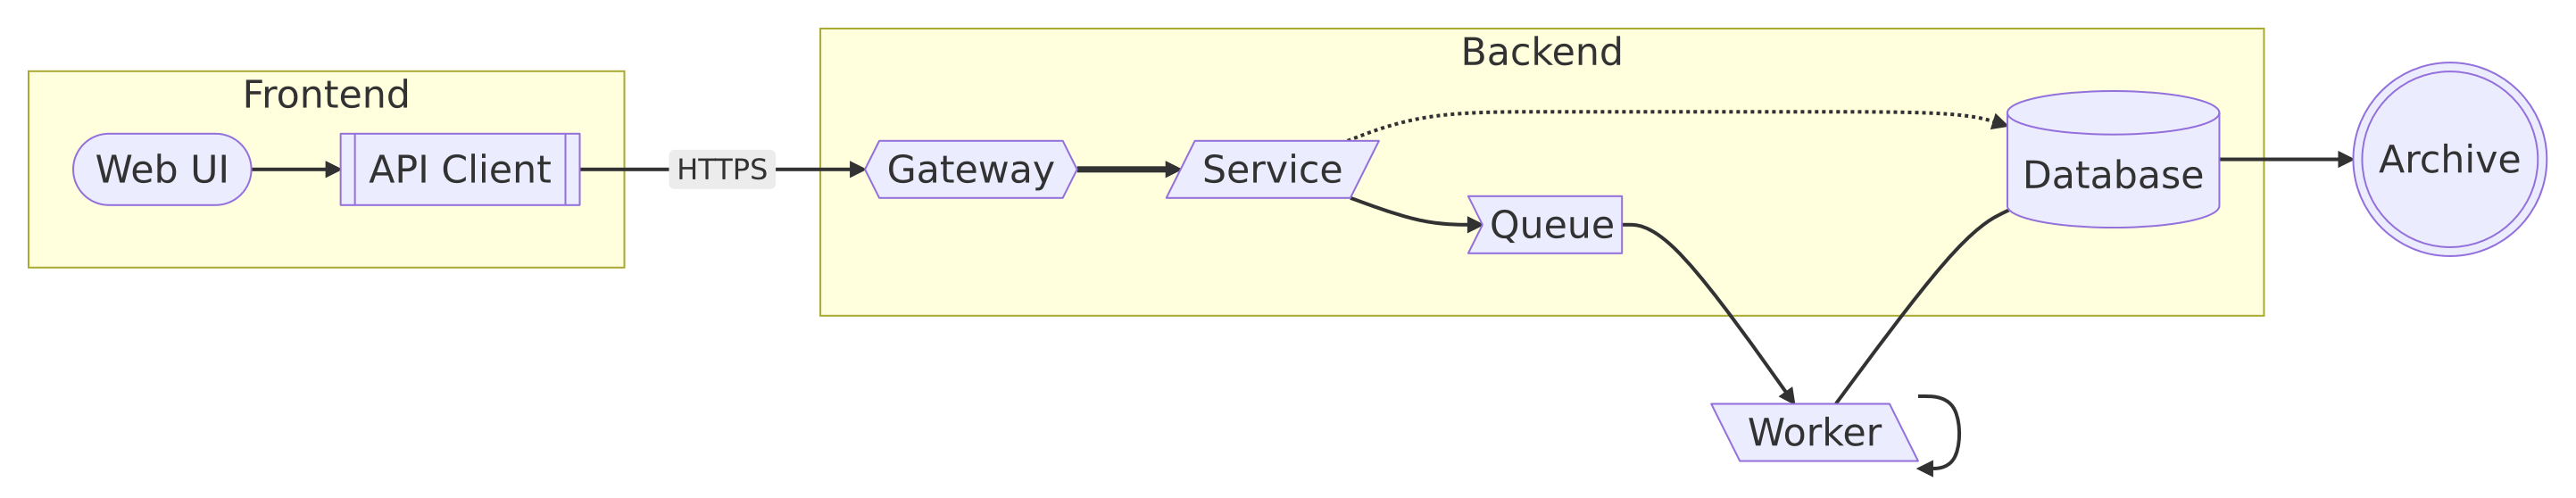 Frontend
Web UI
API Client
HTTPS
Backend
Gateway
Service
Queue
Database
Worker
Archive